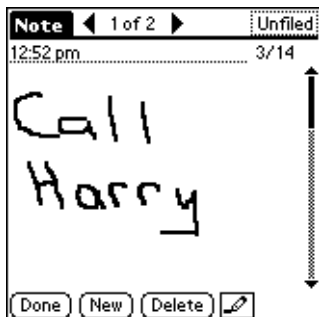 Note 1 of 2 Unfiled
12:52 pm 3/14
Call
Harry
Done New Delete